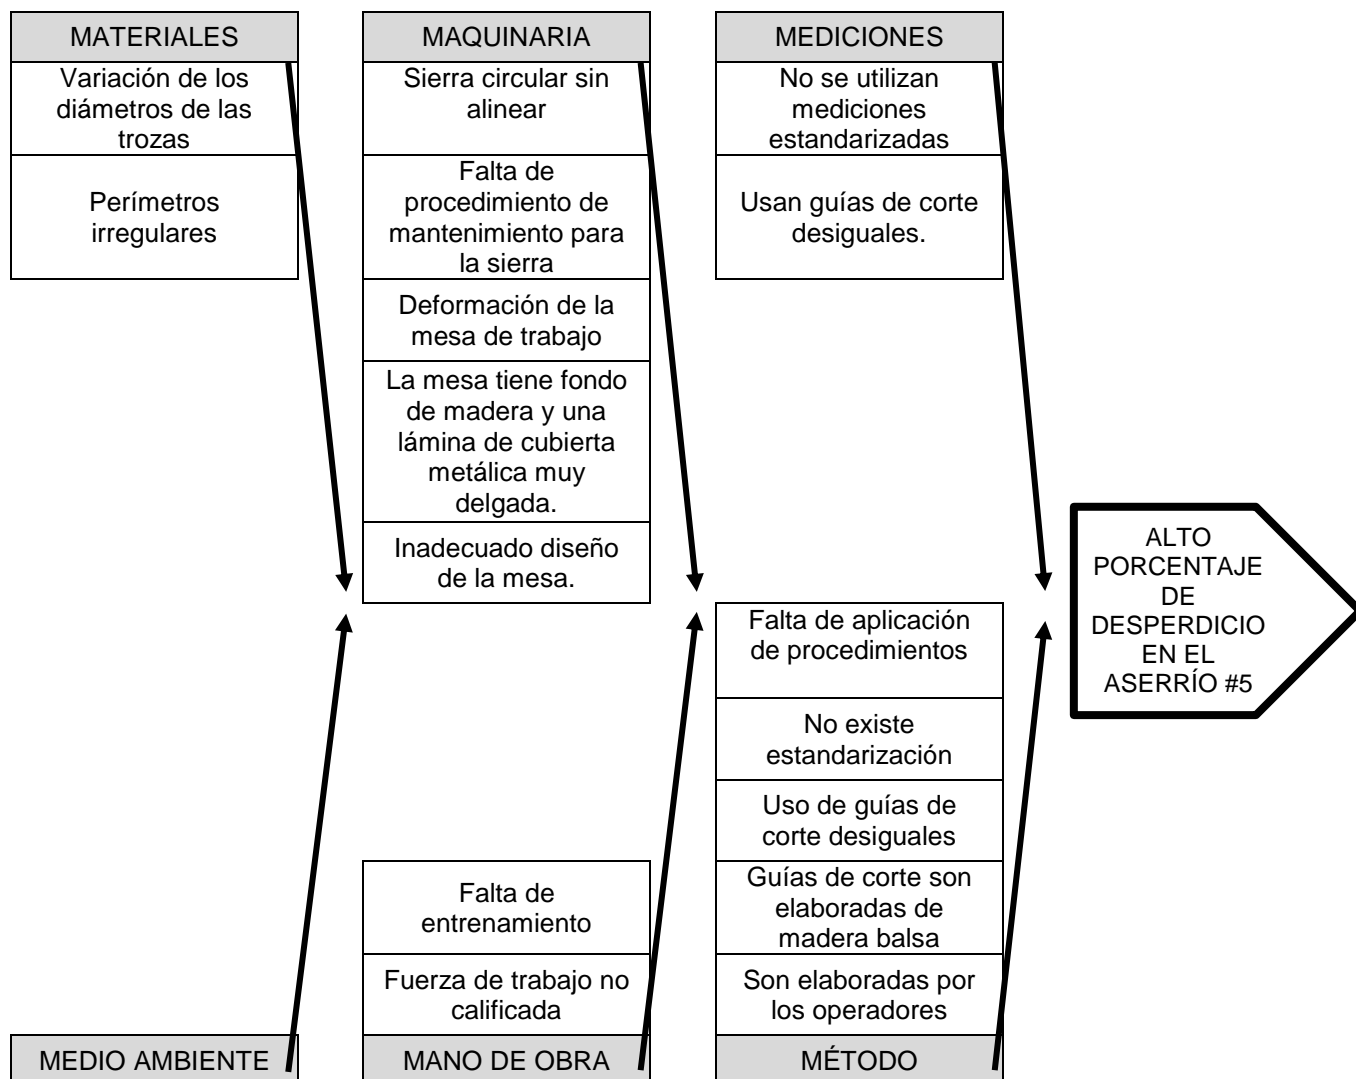 MATERIALES
Variación de los
diámetros de las
trozas
Perímetros
irregulares
MAQUINARIA
Sierra circular sin
alinear
Falta de
procedimiento de
mantenimiento para
la sierra
Deformación de la
mesa de trabajo
La mesa tiene fondo
de madera y una
lámina de cubierta
metálica muy
delgada.
Inadecuado diseño
de la mesa.
MEDICIONES
No se utilizan
mediciones
estandarizadas
Usan guías de corte
desiguales.
ALTO
PORCENTAJE
DE
DESPERDICIO
EN EL
ASERRÍO #5
MEDIO AMBIENTE
Falta de
entrenamiento
Fuerza de trabajo no
calificada
MANO DE OBRA
Falta de aplicación
de procedimientos
No existe
estandarización
Uso de guías de
corte desiguales
Guías de corte son
elaboradas de
madera balsa
Son elaboradas por
los operadores
MÉTODO